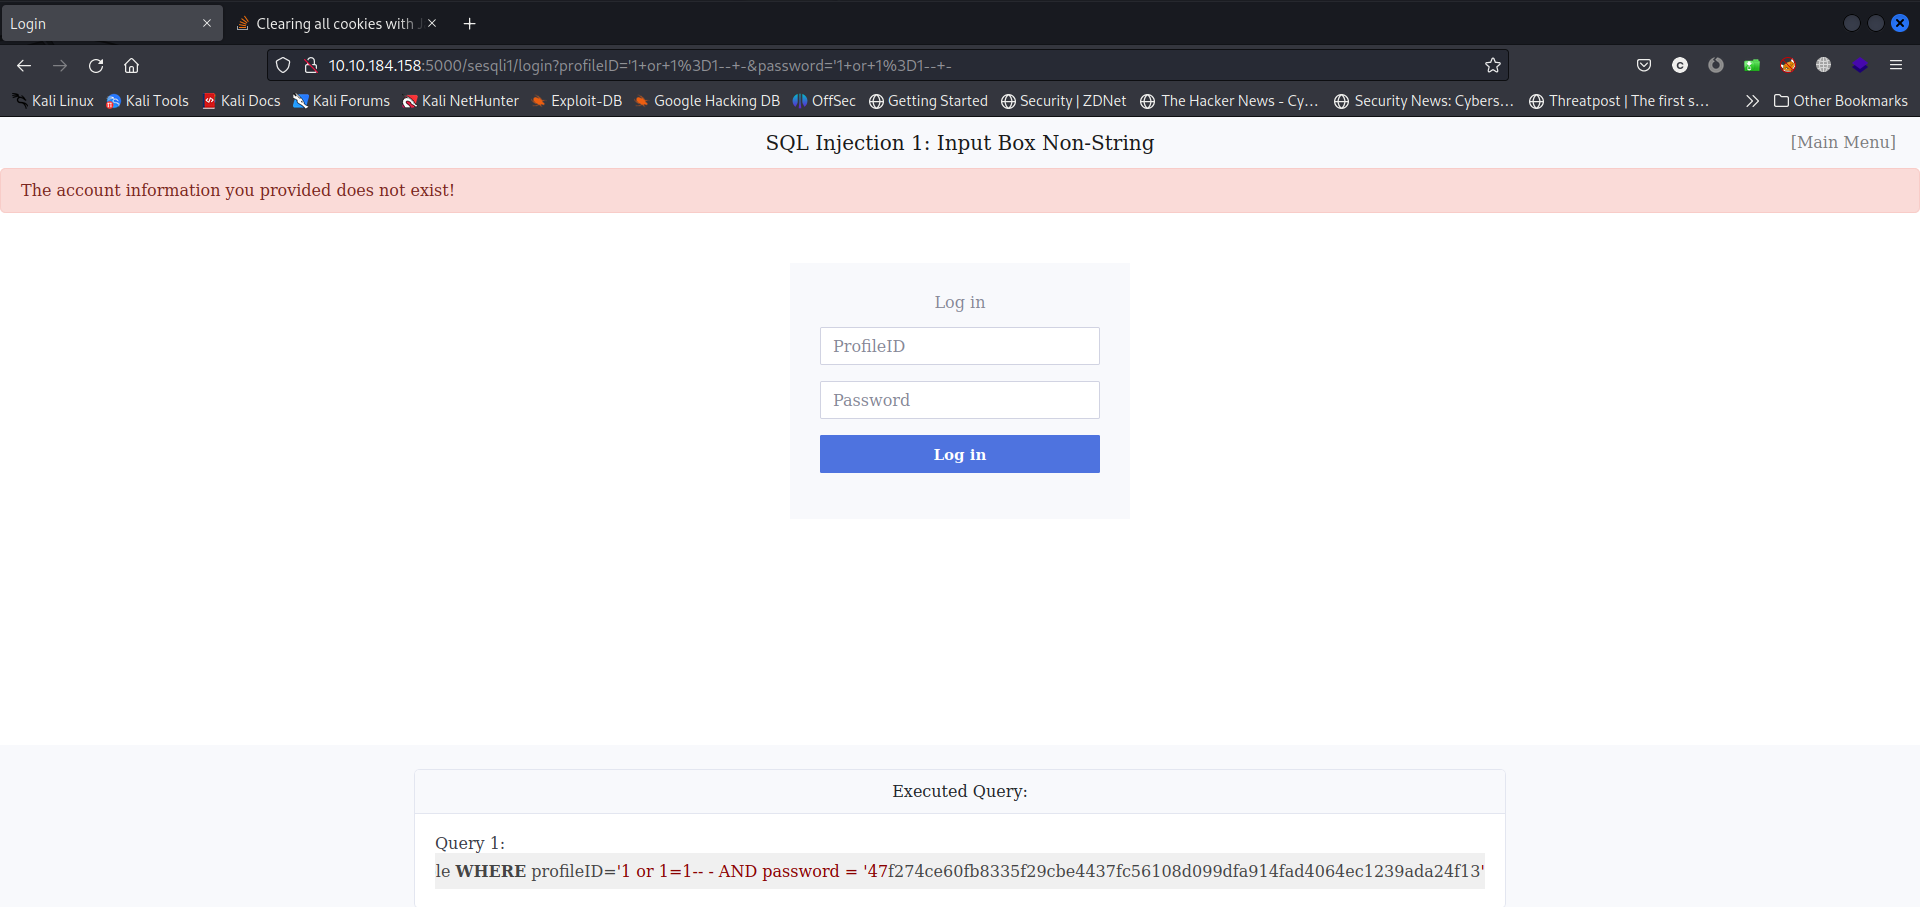 Login
Clearing all cookies with J
10.10.184.158:5000/sesqli1/login?profileID='1+or+1%3D1--+-&password='1+or+1%3D1--+-
Kali Linux Kali Tools Kali Docs Kali Forums Kali NetHunter Exploit-DB Google Hacking DB OffSec Getting Started Security | ZDNet The Hacker News - Cy… Security News: Cybers… Threatpost | The first s… Other Bookmarks
SQL Injection 1: Input Box Non-String
[Main Menu]
The account information you provided does not exist!
Log in
ProfileID
Password
Log in
Executed Query:
Query 1:
le WHERE profileID='1 or 1=1-- - AND password = '47f274ce60fb8335f29cbe4437fc56108d099dfa914fad4064ec1239ada24f13'